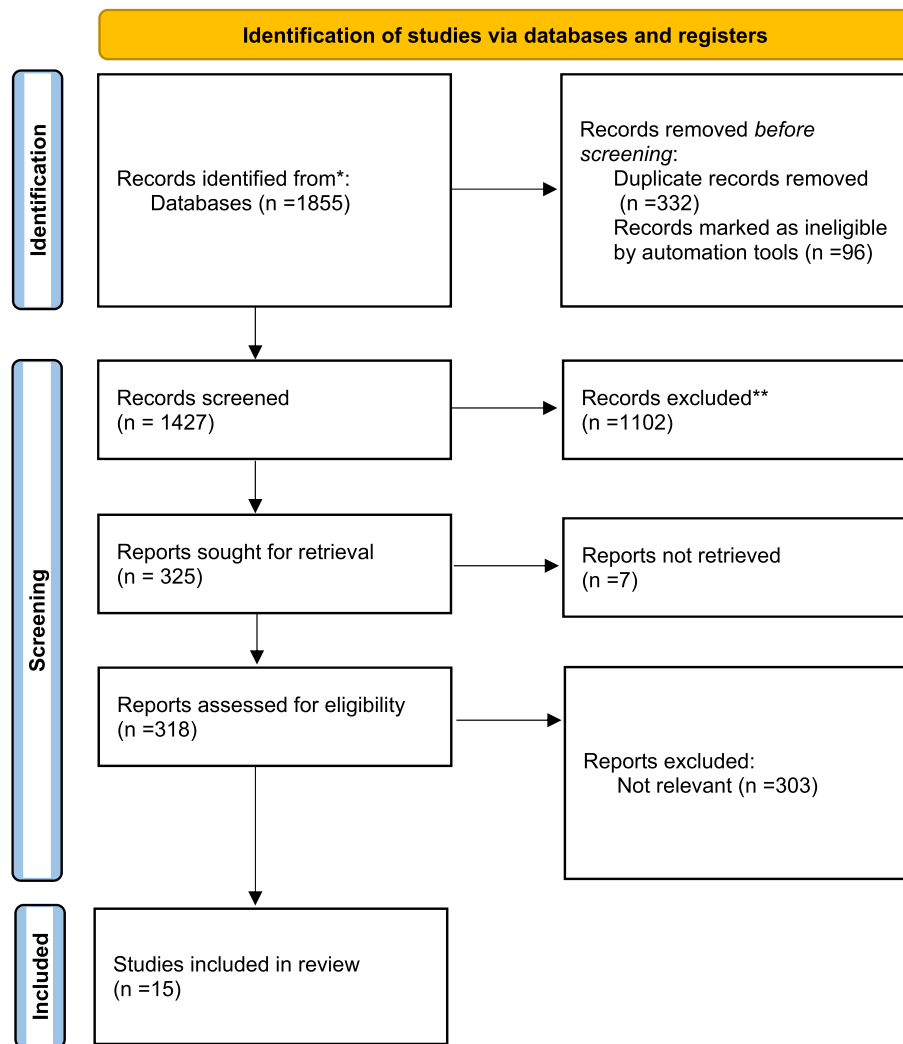 Identification of studies via databases and registers
Identification
Records identified from*:
Databases (n =1855)
Records removed before
screening:
Duplicate records removed
(n =332)
Records marked as ineligible
by automation tools (n =96)
Screening
Records screened
(n = 1427)
Records excluded**
(n =1102)
Reports sought for retrieval
(n = 325)
Reports not retrieved
(n =7)
Reports assessed for eligibility
(n =318)
Reports excluded:
Not relevant (n =303)
Included
Studies included in review
(n =15)